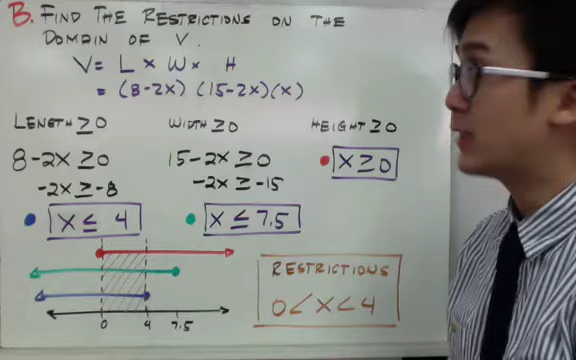 B. FIND THE RESTRICTIONS ON THE
DOMAIN OF V.
V = L × W × H
= (8-2x) (15-2x)(x)
LENGTH ≥ 0
8-2x ≥ 0
-2x ≥ -8
x ≤ 4
WIDTH ≥ 0
15-2x ≥ 0
-2x ≥ -15
x ≤ 7.5
HEIGHT ≥ 0
x ≥ 0
0 4 7.5
RESTRICTIONS
0 < x < 4